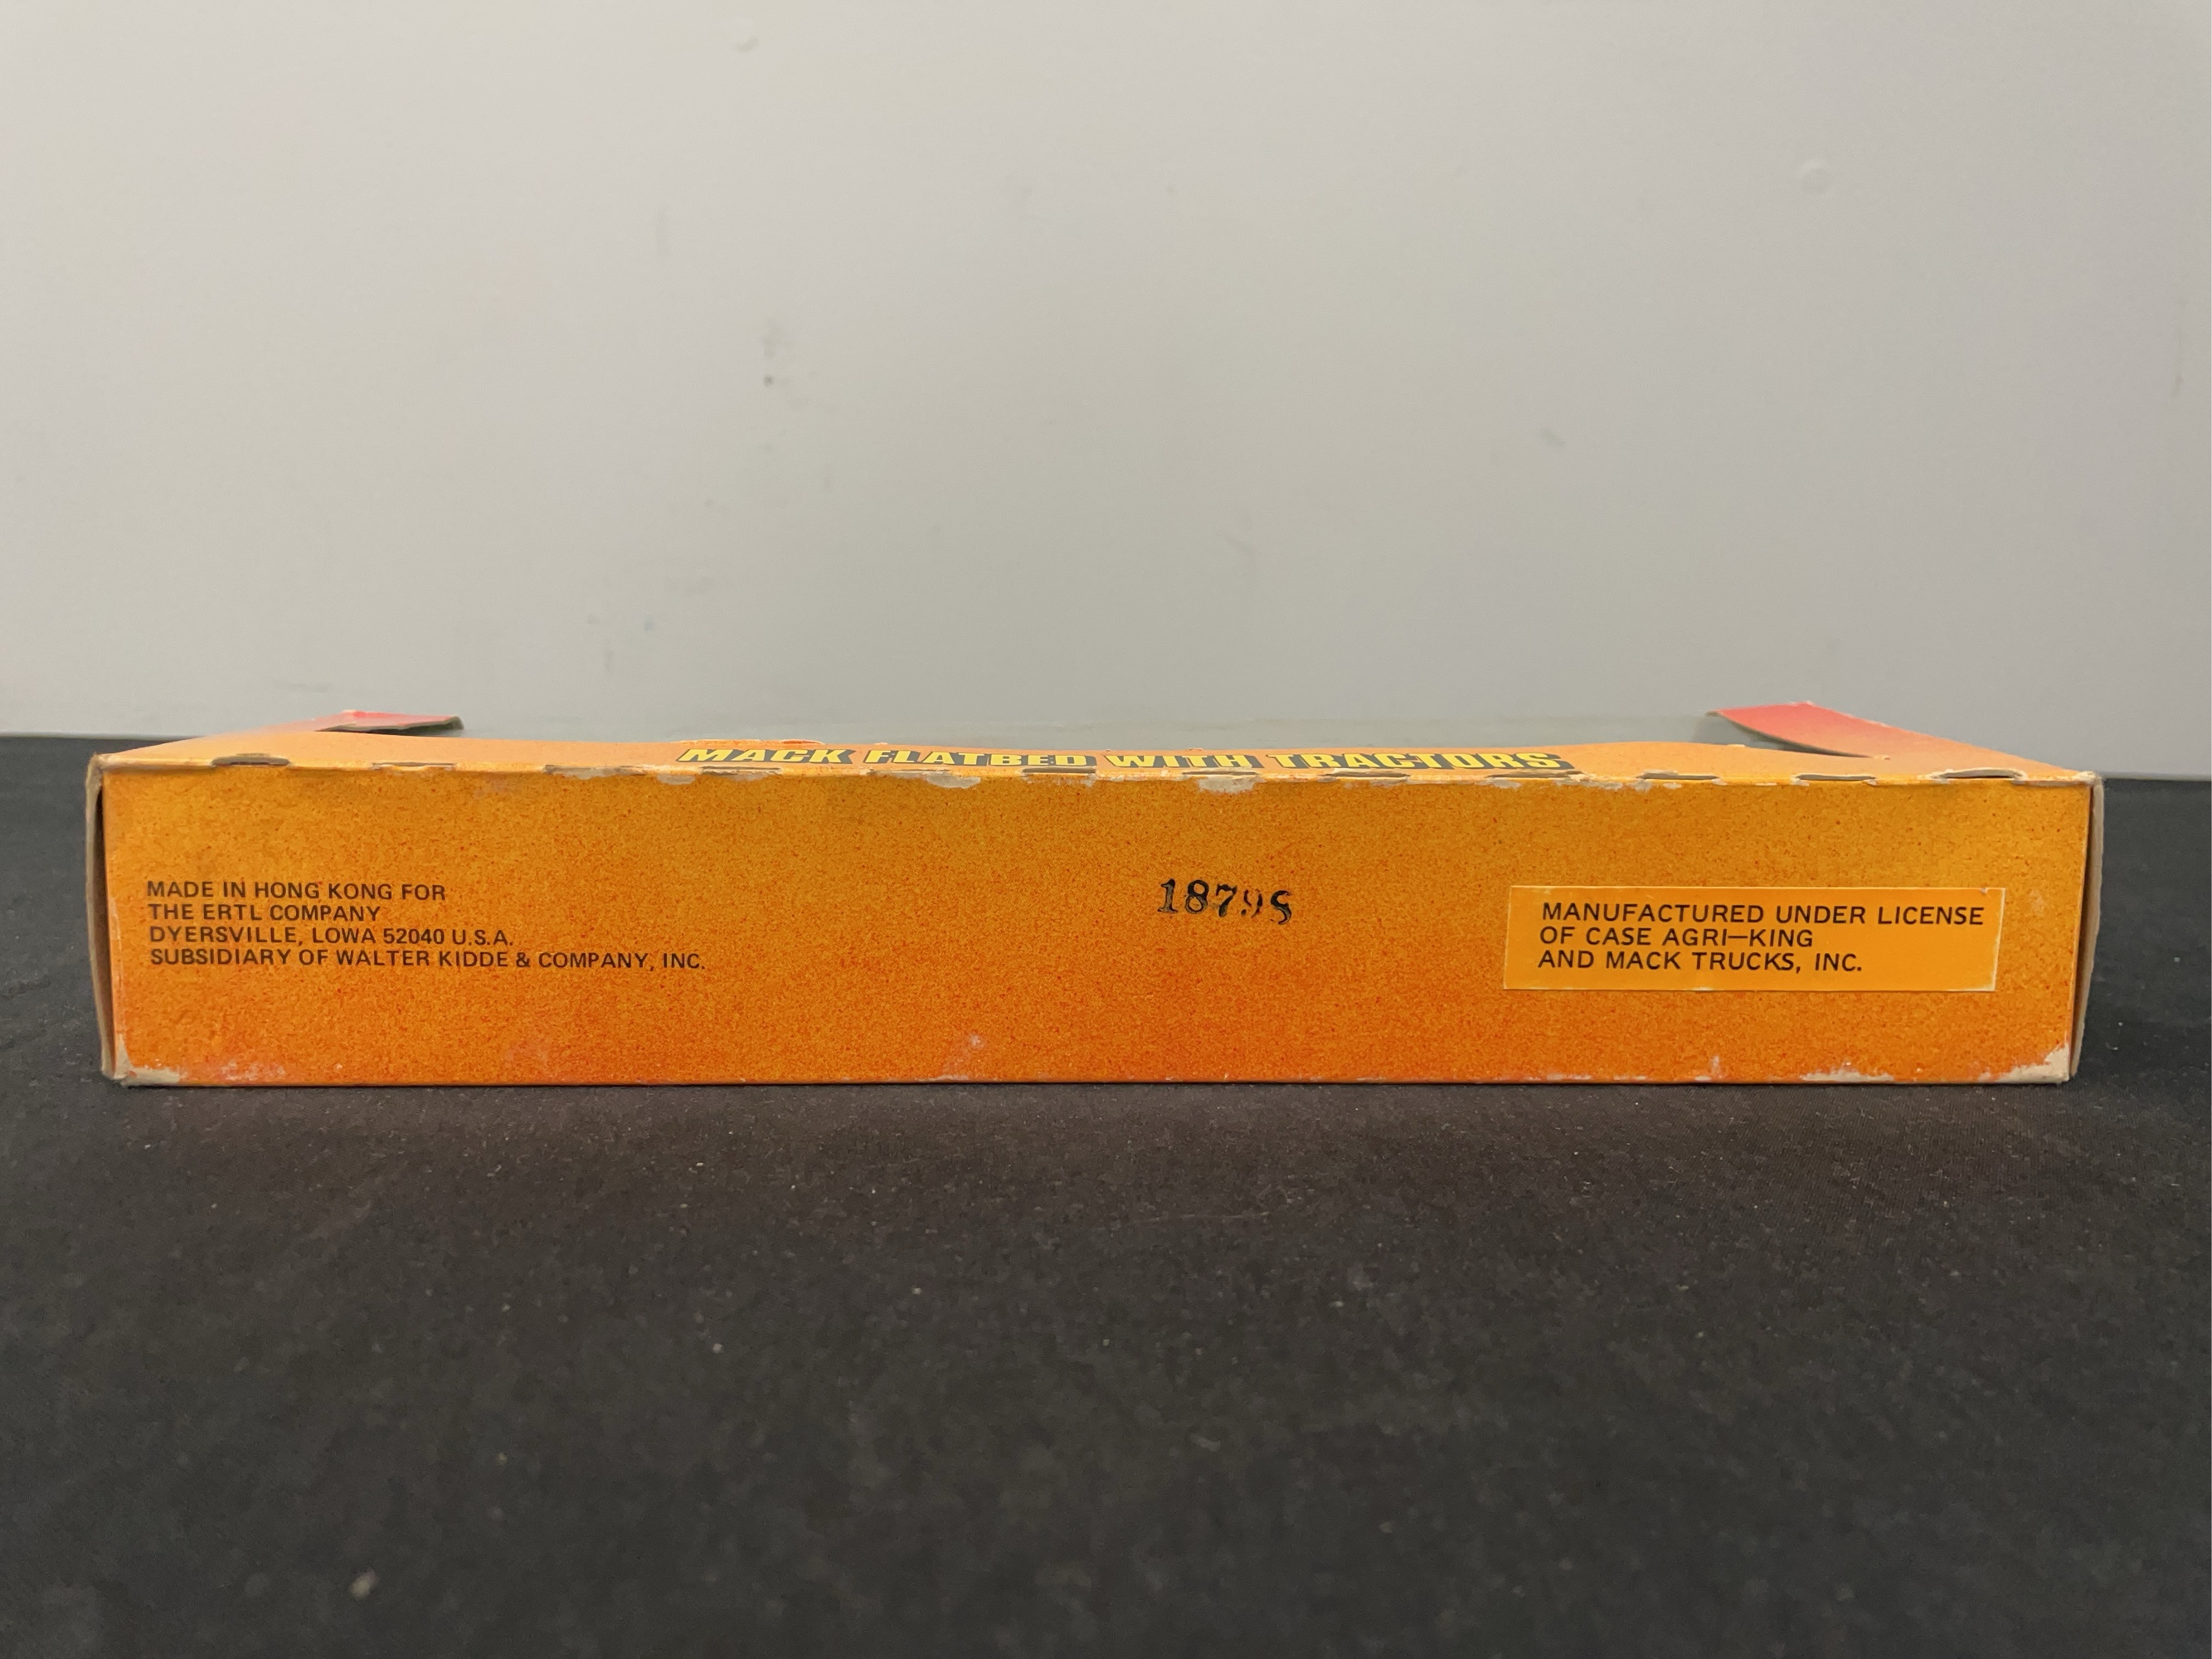 MACK FLATBED WITH TRACTORS
MADE IN HONG KONG FOR
THE ERTL COMPANY
DYERSVILLE, LOWA 52040 U.S.A.
SUBSIDIARY OF WALTER KIDDE & COMPANY, INC.
MANUFACTURED UNDER LICENSE
OF CASE AGRI—KING
AND MACK TRUCKS, INC.